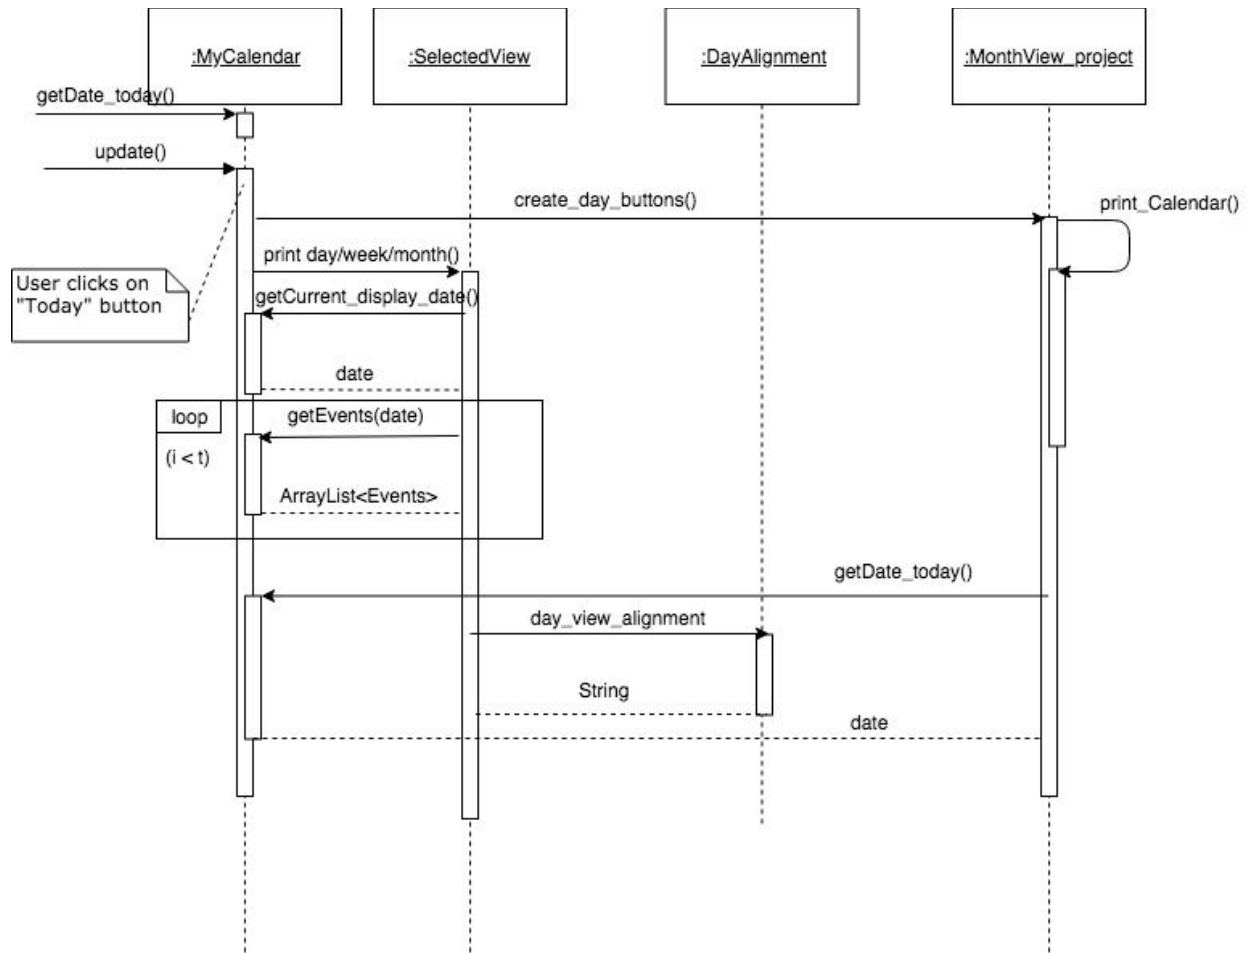 :MyCalendar
:SelectedView
:DayAlignment
:MonthView_project
getDate_today()
update()
create_day_buttons()
print_Calendar()
print day/week/month()
User clicks on
"Today" button
getCurrent_display_date()
date
loop
getEvents(date)
(i < t)
ArrayList<Events>
getDate_today()
day_view_alignment
String
date